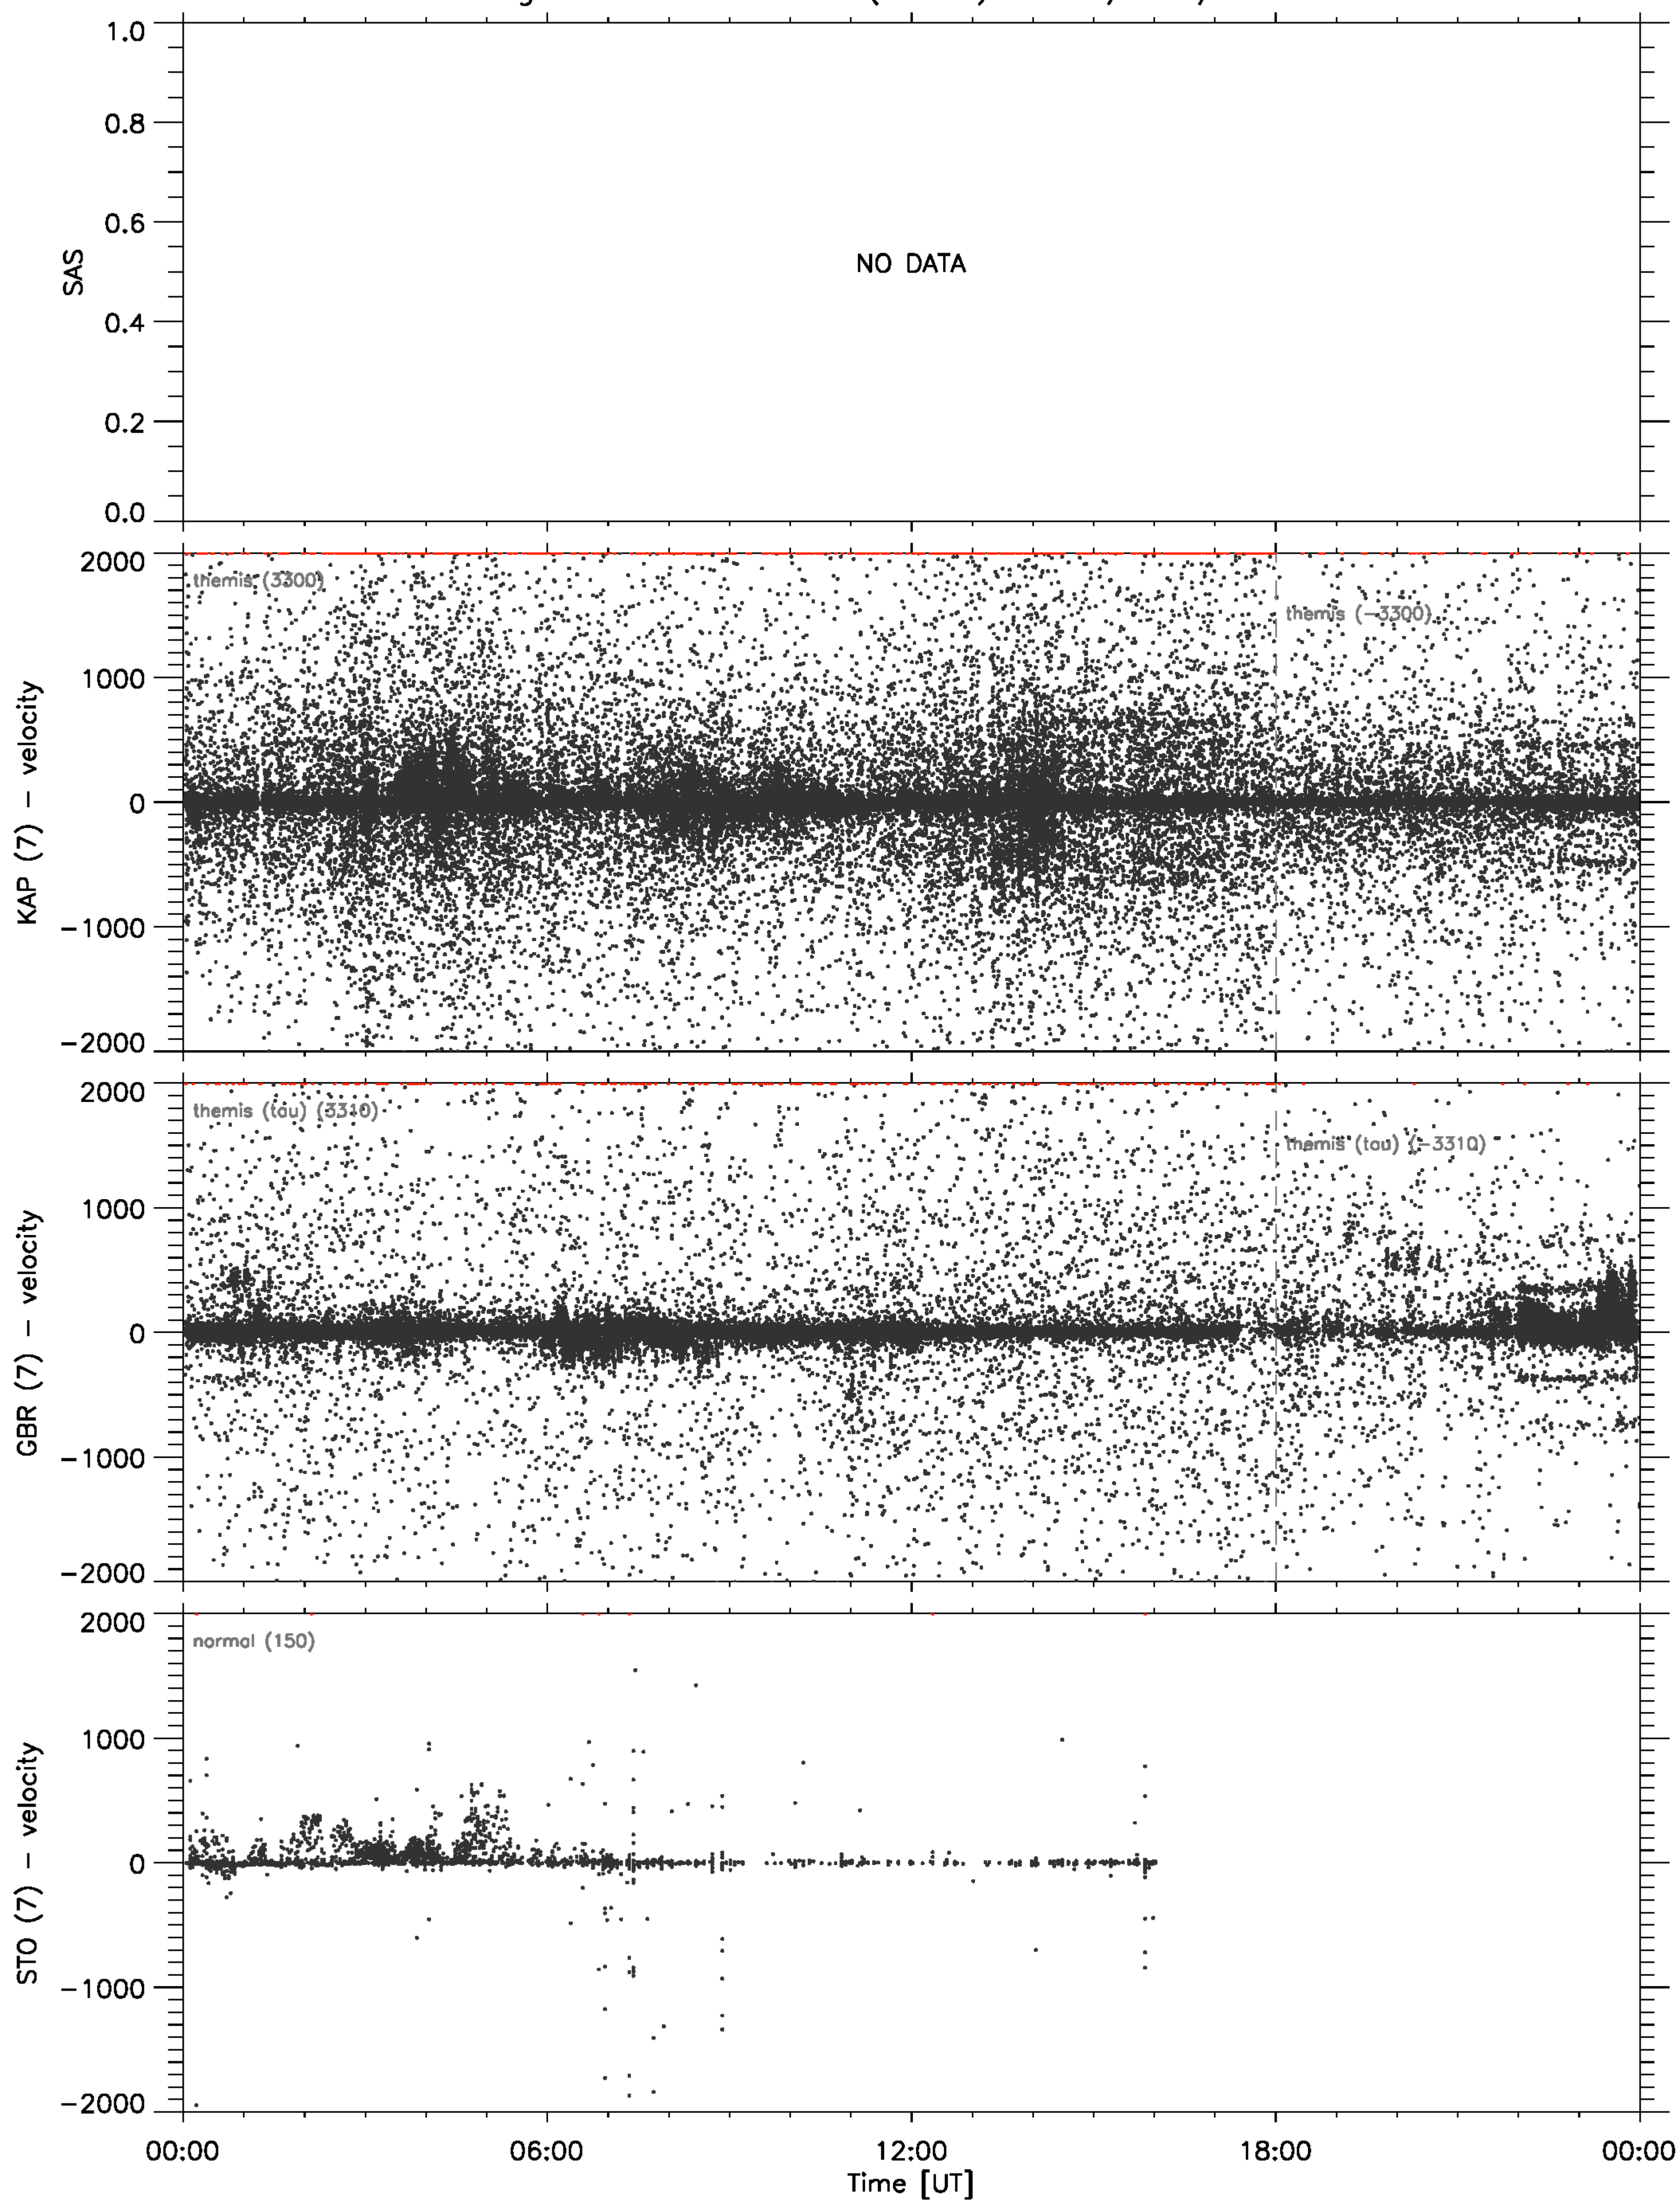 1.0
0.8
0.6
0.4
0.2
0.0
SAS
NO DATA
2000
1000
0
−1000
−2000
KAP (7) − velocity
themis (3300)
themis (−3300)
2000
1000
0
−1000
−2000
GBR (7) − velocity
themis (tau) (3310)
themis (tau) (−3310)
2000
1000
0
−1000
−2000
STO (7) − velocity
normal (150)
00:00 06:00 12:00 18:00 00:00
Time [UT]